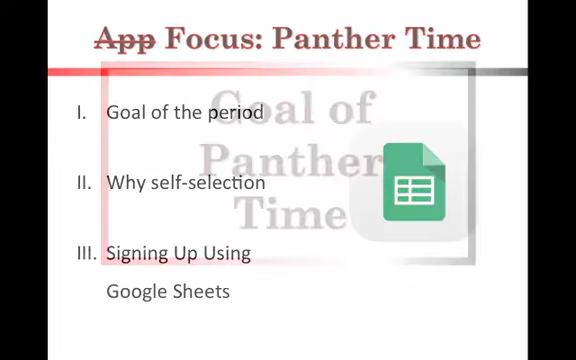 App Focus: Panther Time
I. Goal of the period
II. Why self-selection
III. Signing Up Using
Google Sheets
Goal of
Panther
Time